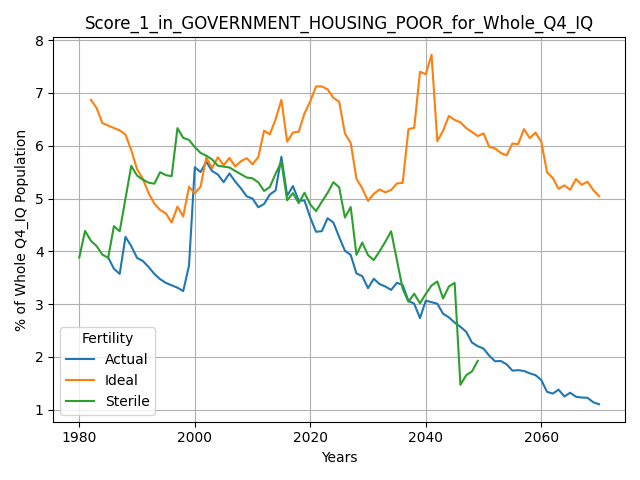 Score_1_in_GOVERNMENT_HOUSING_POOR_for_Whole_Q4_IQ
% of Whole Q4_IQ Population
8
7
6
5
4
3
2
1
Fertility
Actual
Ideal
Sterile
1980
2000
2020
2040
2060
Years